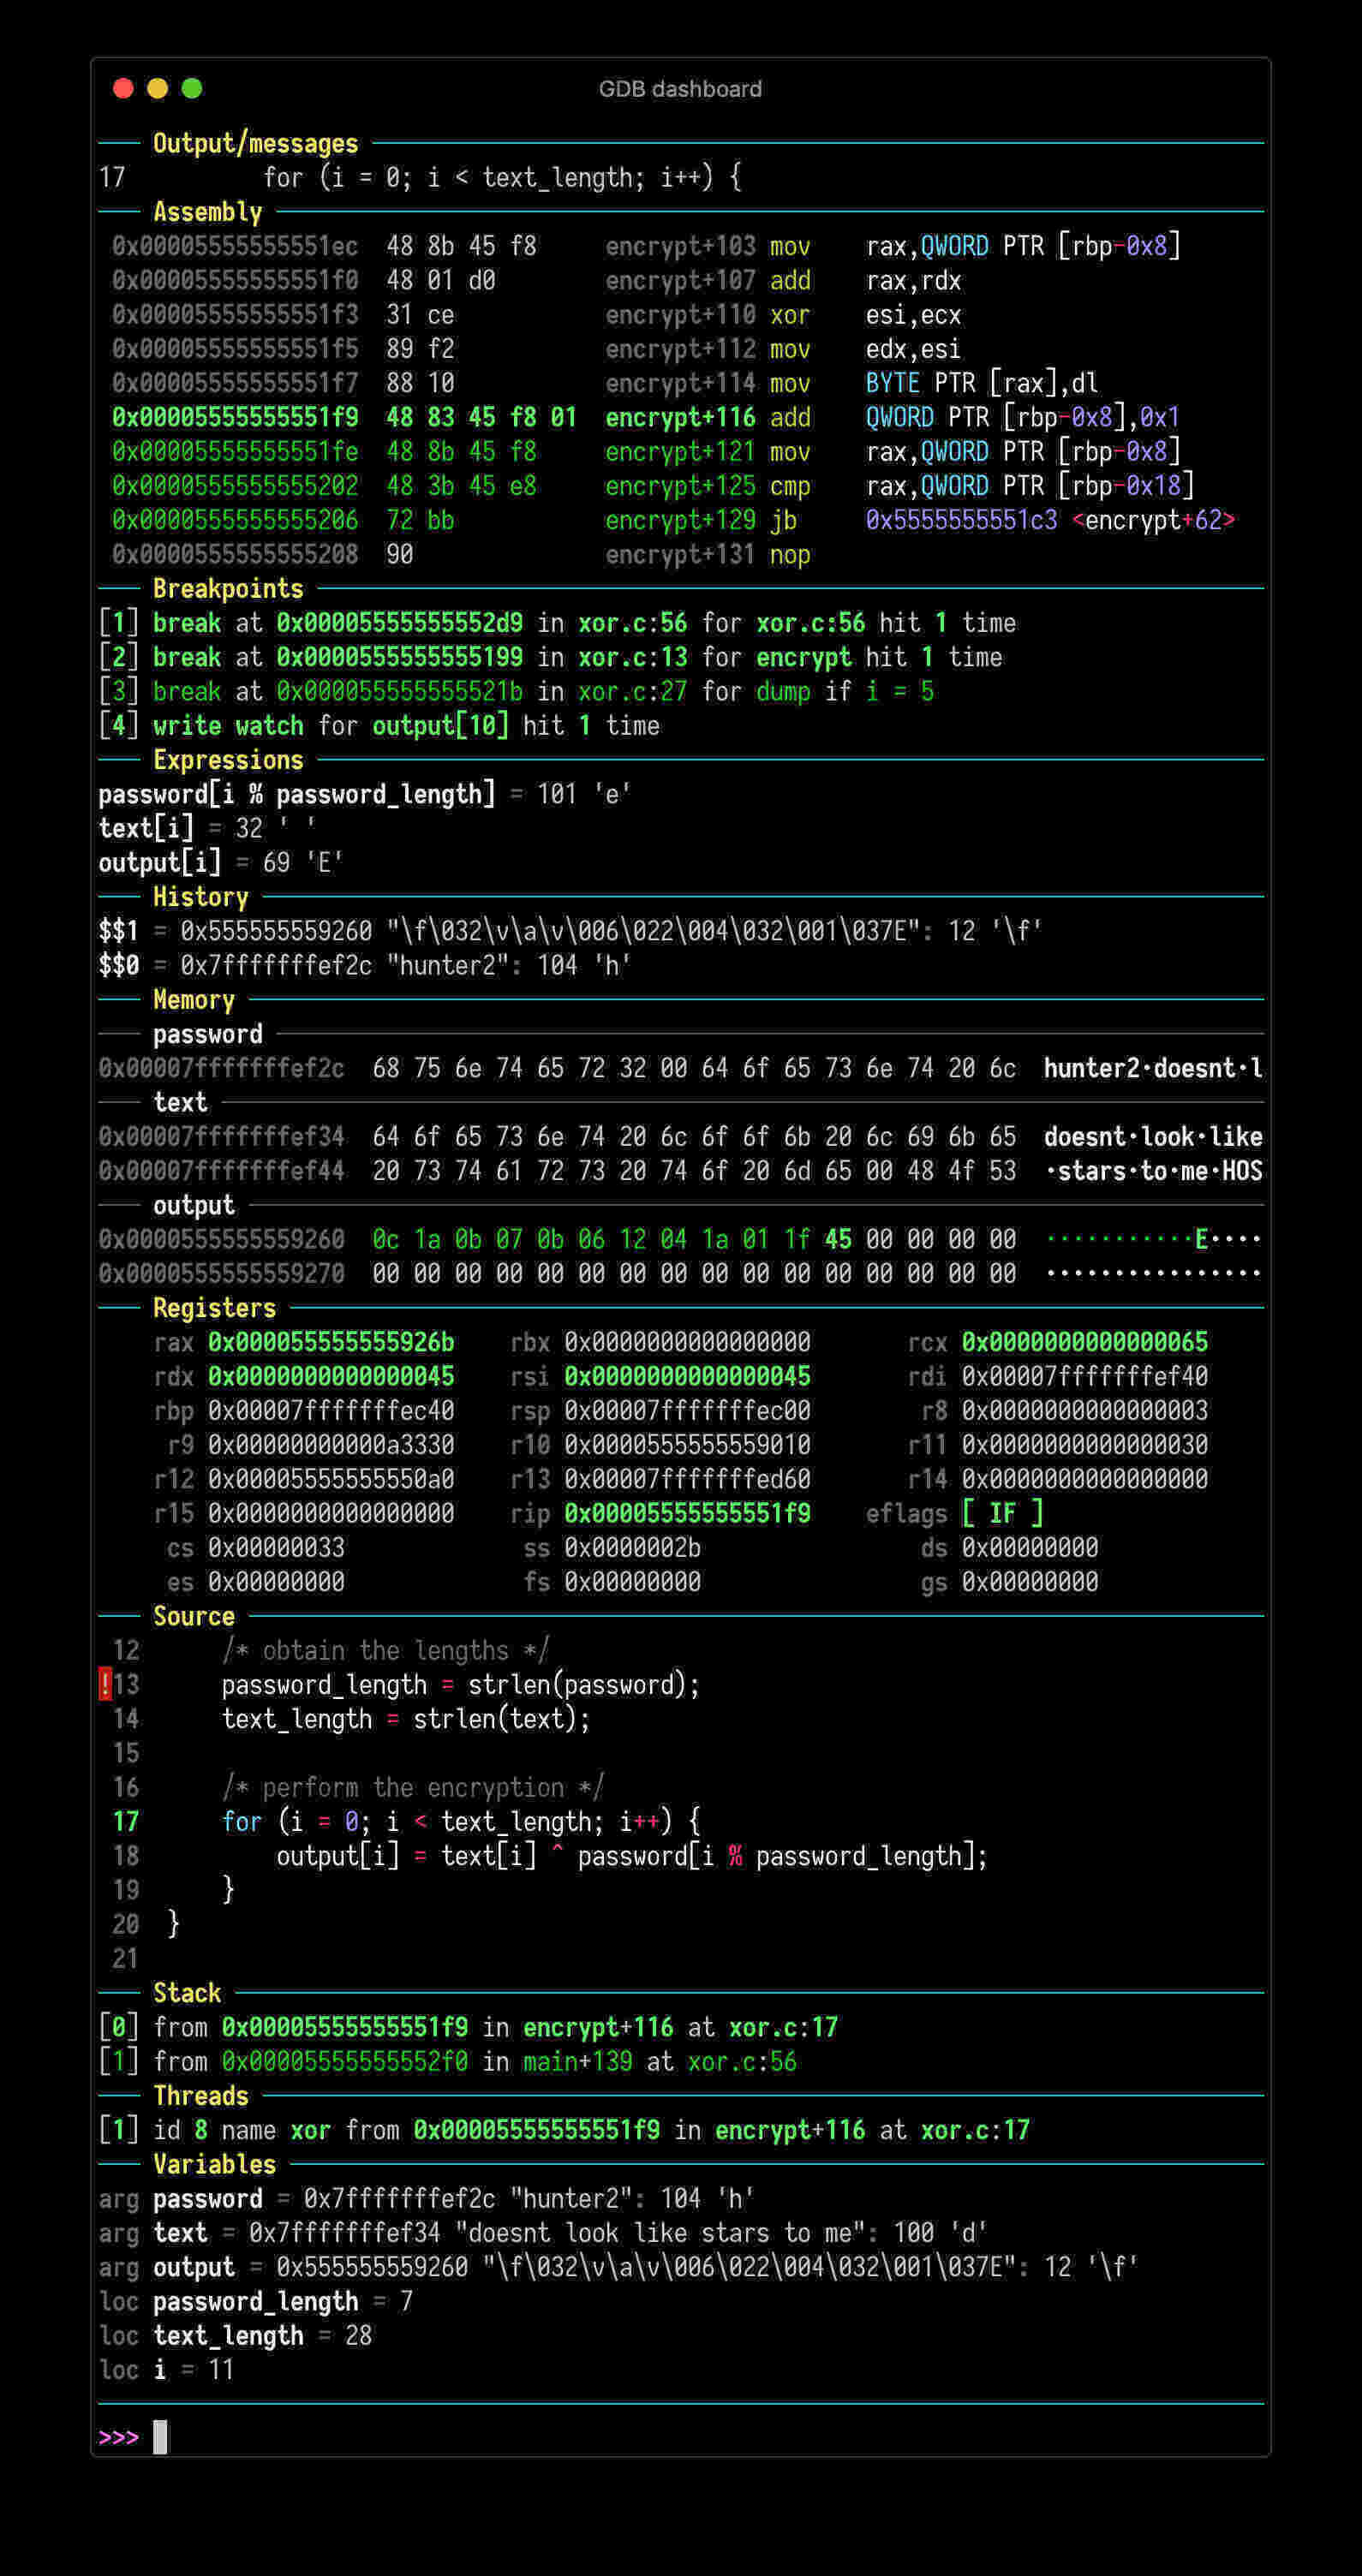 GDB dashboard
Output/messages
17          for (i = 0; i < text_length; i++) {
Assembly
0x00005555555551ec  48 8b 45 f8     encrypt+103 mov    rax,QWORD PTR [rbp-0x8]
0x00005555555551f0  48 01 d0        encrypt+107 add    rax,rdx
0x00005555555551f3  31 ce           encrypt+110 xor    esi,ecx
0x00005555555551f5  89 f2           encrypt+112 mov    edx,esi
0x00005555555551f7  88 10           encrypt+114 mov    BYTE PTR [rax],dl
0x00005555555551f9  48 83 45 f8 01  encrypt+116 add    QWORD PTR [rbp-0x8],0x1
0x00005555555551fe  48 8b 45 f8     encrypt+121 mov    rax,QWORD PTR [rbp-0x8]
0x0000555555555202  48 3b 45 e8     encrypt+125 cmp    rax,QWORD PTR [rbp-0x18]
0x0000555555555206  72 bb           encrypt+129 jb     0x5555555551c3 <encrypt+62>
0x0000555555555208  90              encrypt+131 nop
Breakpoints
[1] break at 0x00005555555552d9 in xor.c:56 for xor.c:56 hit 1 time
[2] break at 0x0000555555555199 in xor.c:13 for encrypt hit 1 time
[3] break at 0x000055555555521b in xor.c:27 for dump if i = 5
[4] write watch for output[10] hit 1 time
Expressions
password[i % password_length] = 101 'e'
text[i] = 32 ' '
output[i] = 69 'E'
History
$$1 = 0x555555559260 "\f\032\v\a\v\006\022\004\032\001\037E": 12 '\f'
$$0 = 0x7fffffffef2c "hunter2": 104 'h'
Memory
password
0x00007fffffffef2c  68 75 6e 74 65 72 32 00 64 6f 65 73 6e 74 20 6c  hunter2·doesnt·l
text
0x00007fffffffef34  64 6f 65 73 6e 74 20 6c 6f 6f 6b 20 6c 69 6b 65  doesnt·look·like
0x00007fffffffef44  20 73 74 61 72 73 20 74 6f 20 6d 65 00 48 4f 53  ·stars·to·me·HOS
output
0x0000555555559260  0c 1a 0b 07 0b 06 12 04 1a 01 1f 45 00 00 00 00  ···········E····
0x0000555555559270  00 00 00 00 00 00 00 00 00 00 00 00 00 00 00 00  ················
Registers
rax 0x000055555555926b    rbx 0x0000000000000000       rcx 0x0000000000000065
rdx 0x0000000000000045    rsi 0x0000000000000045       rdi 0x00007fffffffef40
rbp 0x00007fffffffec40    rsp 0x00007fffffffec00        r8 0x0000000000000003
r9 0x00000000000a3330    r10 0x0000555555559010       r11 0x0000000000000030
r12 0x00005555555550a0    r13 0x00007fffffffed60       r14 0x0000000000000000
r15 0x0000000000000000    rip 0x00005555555551f9    eflags [ IF ]
cs 0x00000033             ss 0x0000002b                ds 0x00000000
es 0x00000000             fs 0x00000000                gs 0x00000000
Source
12      /* obtain the lengths */
!13      password_length = strlen(password);
14      text_length = strlen(text);
15
16      /* perform the encryption */
17      for (i = 0; i < text_length; i++) {
18          output[i] = text[i] ^ password[i % password_length];
19      }
20  }
21
Stack
[0] from 0x00005555555551f9 in encrypt+116 at xor.c:17
[1] from 0x00005555555552f0 in main+139 at xor.c:56
Threads
[1] id 8 name xor from 0x00005555555551f9 in encrypt+116 at xor.c:17
Variables
arg password = 0x7fffffffef2c "hunter2": 104 'h'
arg text = 0x7fffffffef34 "doesnt look like stars to me": 100 'd'
arg output = 0x555555559260 "\f\032\v\a\v\006\022\004\032\001\037E": 12 '\f'
loc password_length = 7
loc text_length = 28
loc i = 11
>>>